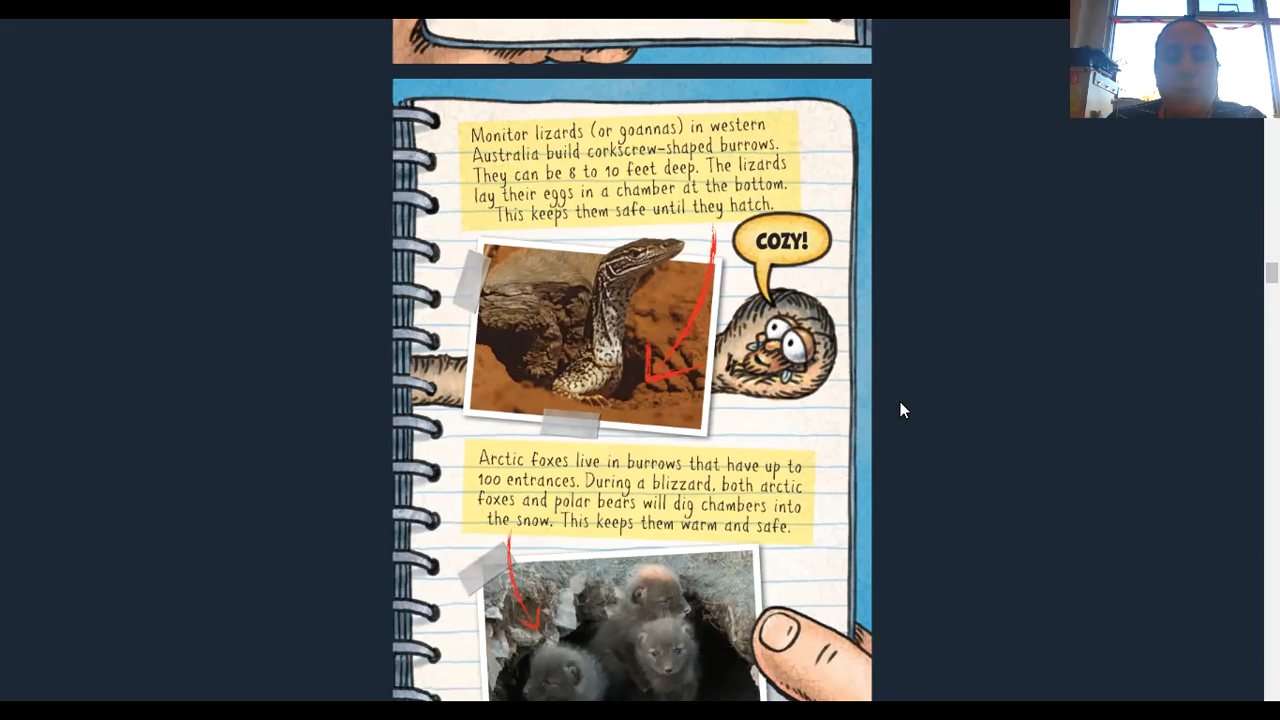 Monitor lizards (or goannas) in western
Australia build corkscrew-shaped burrows.
They can be 8 to 10 feet deep. The lizards
lay their eggs in a chamber at the bottom.
This keeps them safe until they hatch.
COZY!
Arctic foxes live in burrows that have up to
100 entrances. During a blizzard, both arctic
foxes and polar bears will dig chambers into
the snow. This keeps them warm and safe.